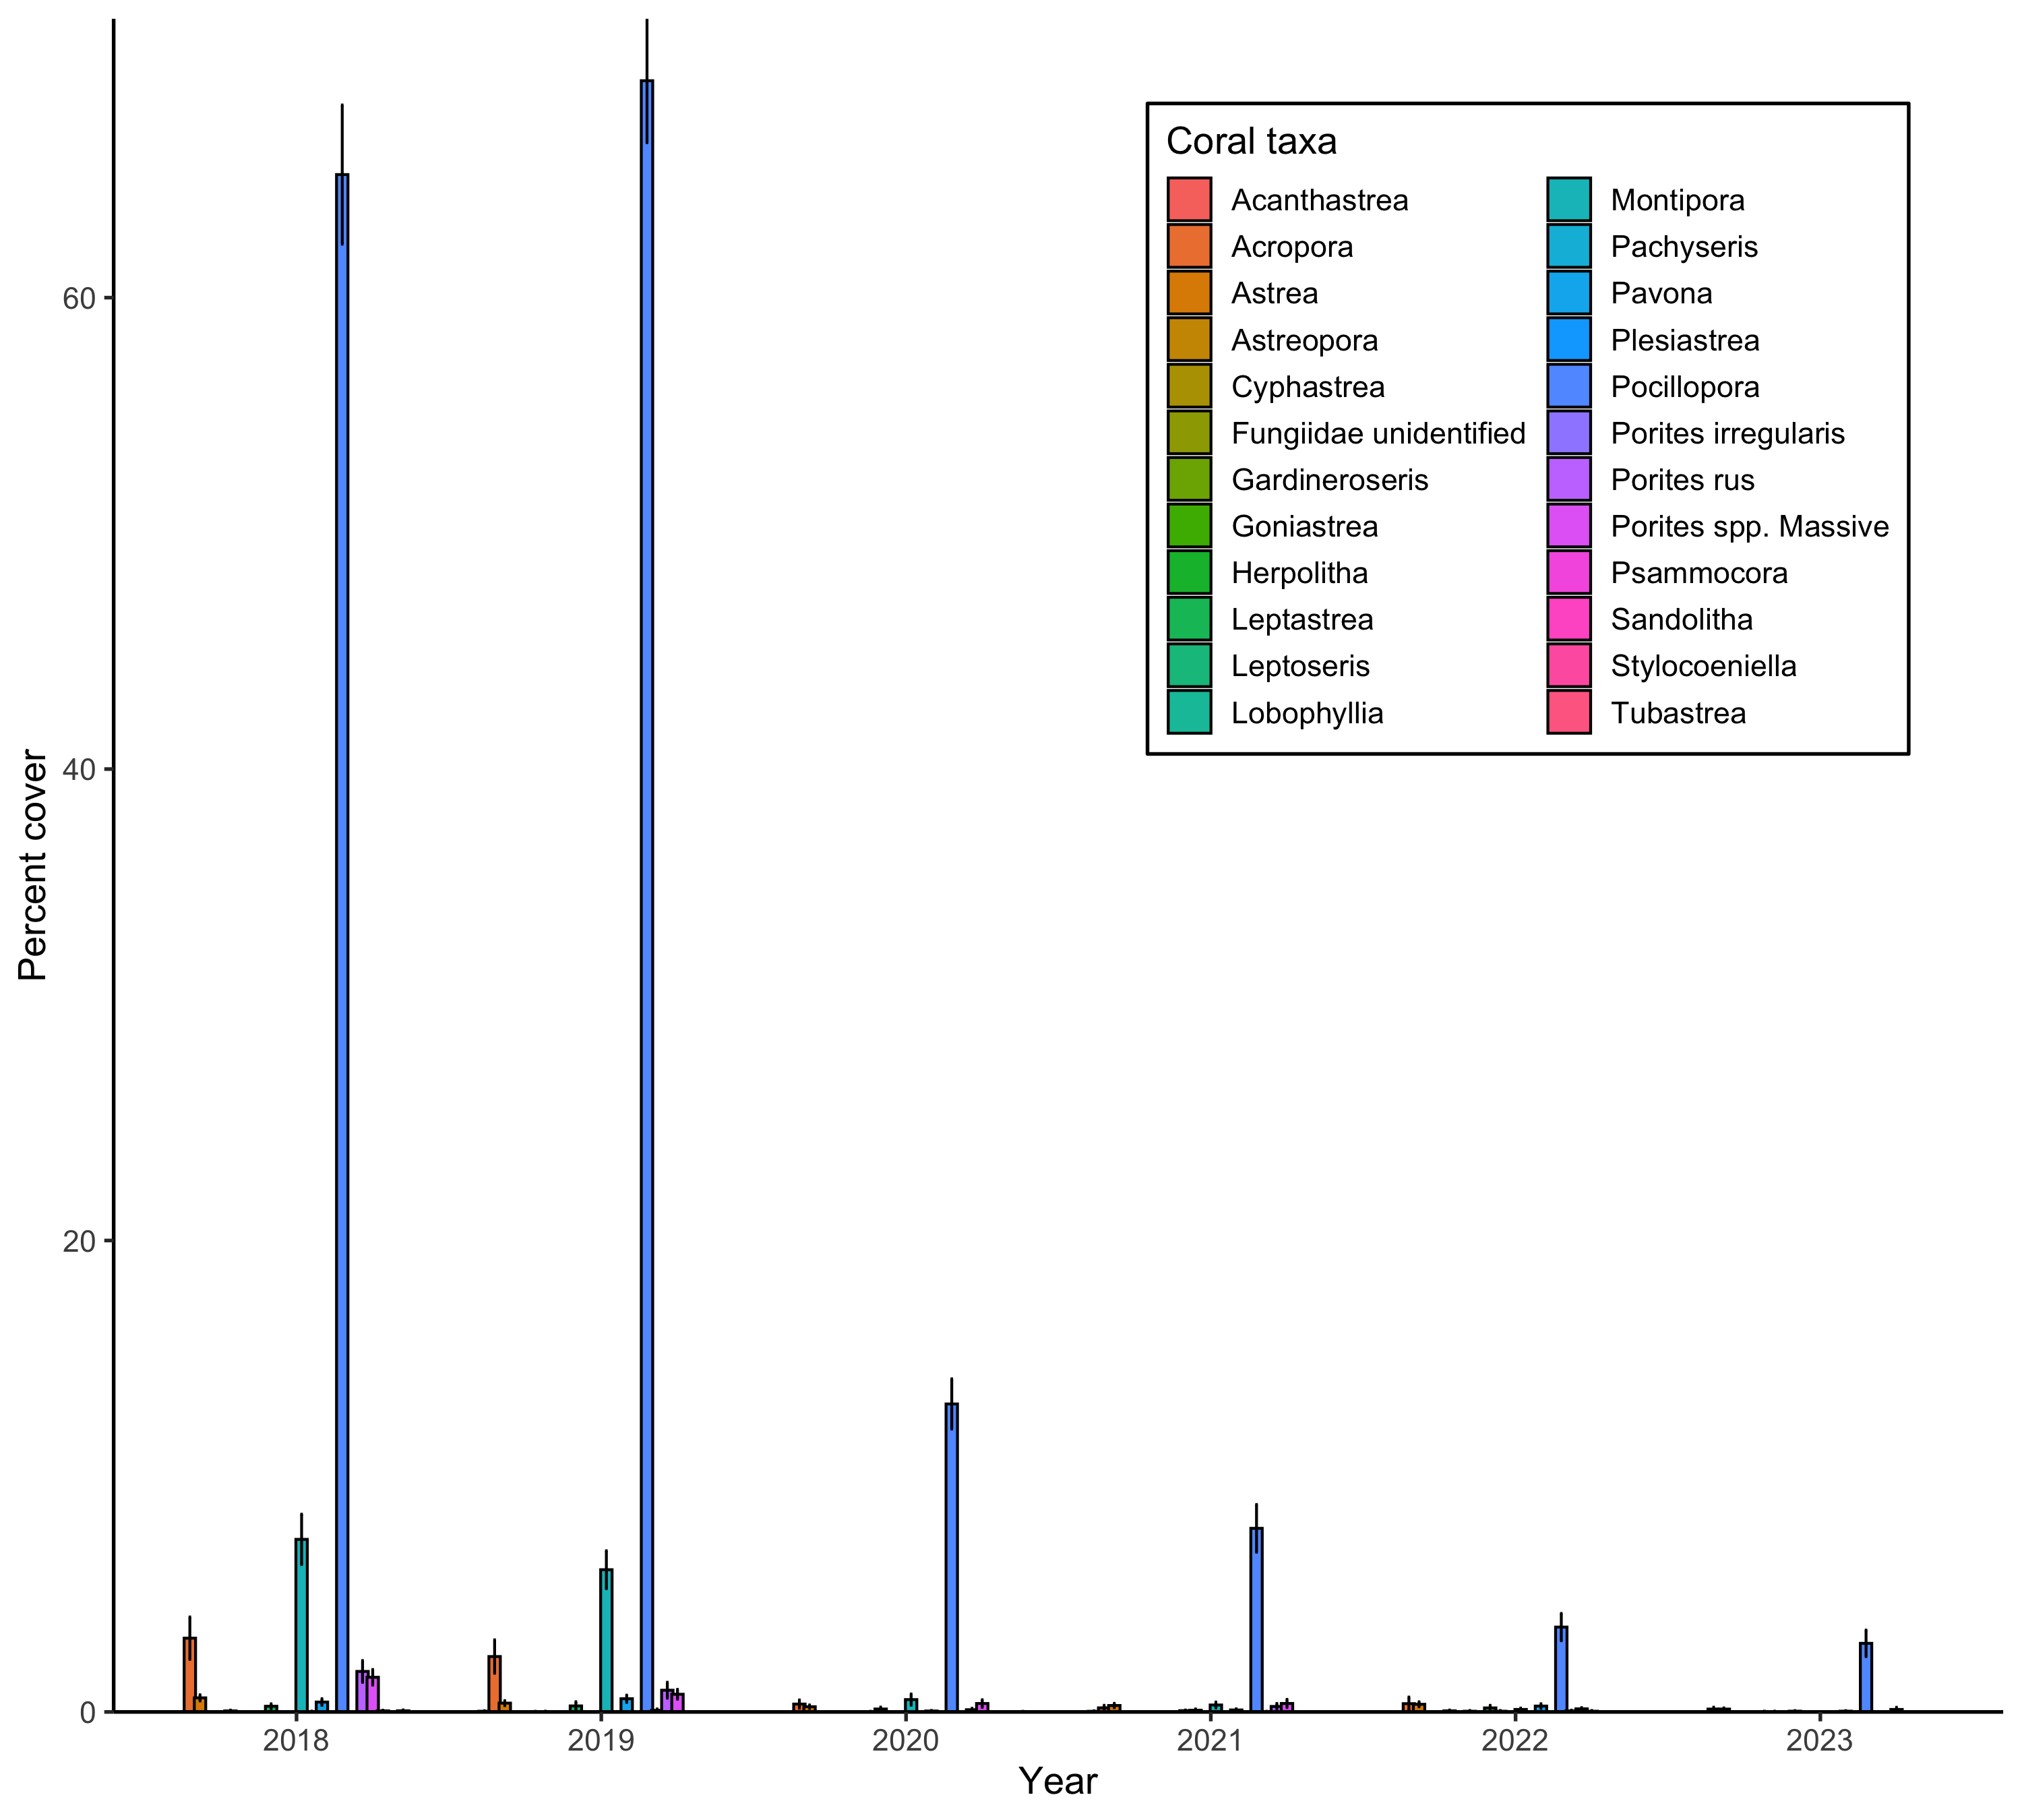 60
40
20
0
Percent cover
Coral taxa
Acanthastrea
Acropora
Astrea
Astreopora
Cyphastrea
Fungiidae unidentified
Gardineroseris
Goniastrea
Herpolitha
Leptastrea
Leptoseris
Lobophyllia
Montipora
Pachyseris
Pavona
Plesiastrea
Pocillopora
Porites irregularis
Porites rus
Porites spp. Massive
Psammocora
Sandolitha
Stylocoeniella
Tubastrea
2018 2019 2020 2021 2022 2023
Year